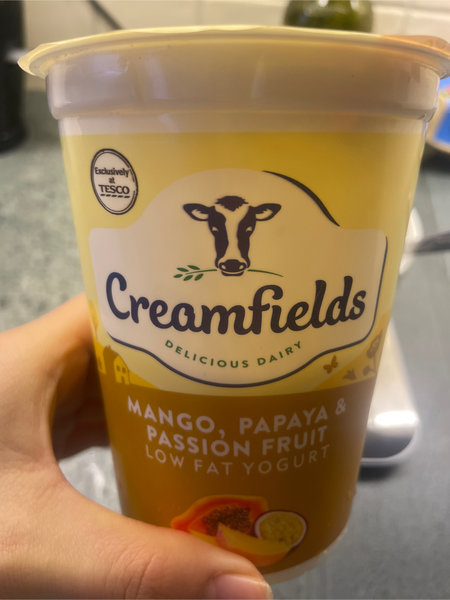 Exclusively
at
TESCO
Creamfields
DELICIOUS DAIRY
MANGO, PAPAYA &
PASSION FRUIT
LOW FAT YOGURT